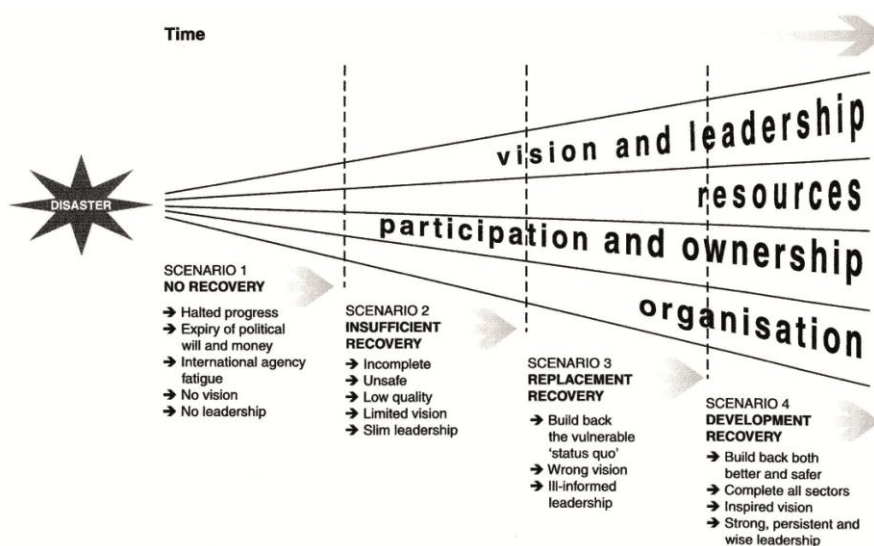 Time
DISASTER
vision and leadership
resources
participation and ownership
organisation
SCENARIO 1
NO RECOVERY
→ Halted progress
→ Expiry of political
will and money
→ International agency
fatigue
→ No vision
→ No leadership
SCENARIO 2
INSUFFICIENT
RECOVERY
→ Incomplete
→ Unsafe
→ Low quality
→ Limited vision
→ Slim leadership
SCENARIO 3
REPLACEMENT
RECOVERY
→ Build back
the vulnerable
'status quo'
→ Wrong vision
→ Ill-informed
leadership
SCENARIO 4
DEVELOPMENT
RECOVERY
→ Build back both
better and safer
→ Complete all sectors
→ Inspired vision
→ Strong, persistent and
wise leadership